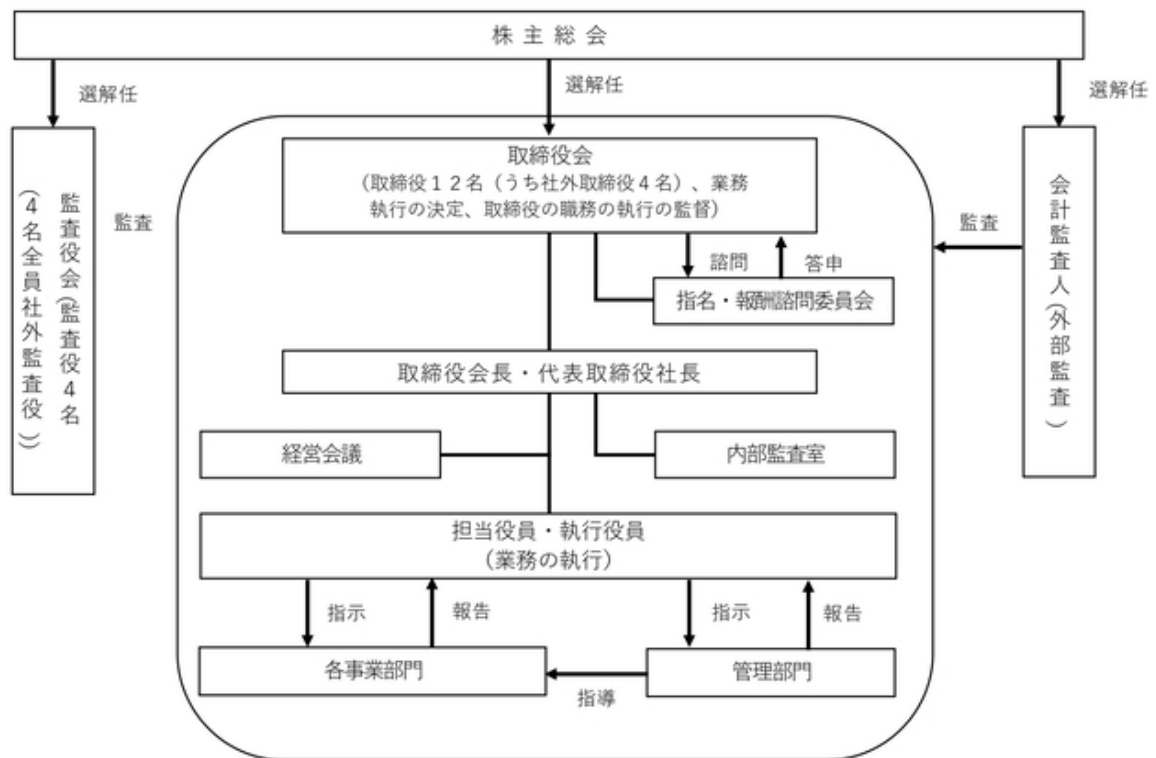 株主総会
選解任
選解任
選解任
取締役会
（取締役１２名（うち社外取締役４名）、業務
執行の決定、取締役の職務の執行の監督）
監査役会（監査役４名
（４名全員社外監査役））
監査
会計監査人（外部監査）
監査
諮問
答申
指名・報酬諮問委員会
取締役会長・代表取締役社長
経営会議
内部監査室
担当役員・執行役員
（業務の執行）
指示
報告
指示
報告
各事業部門
管理部門
指導